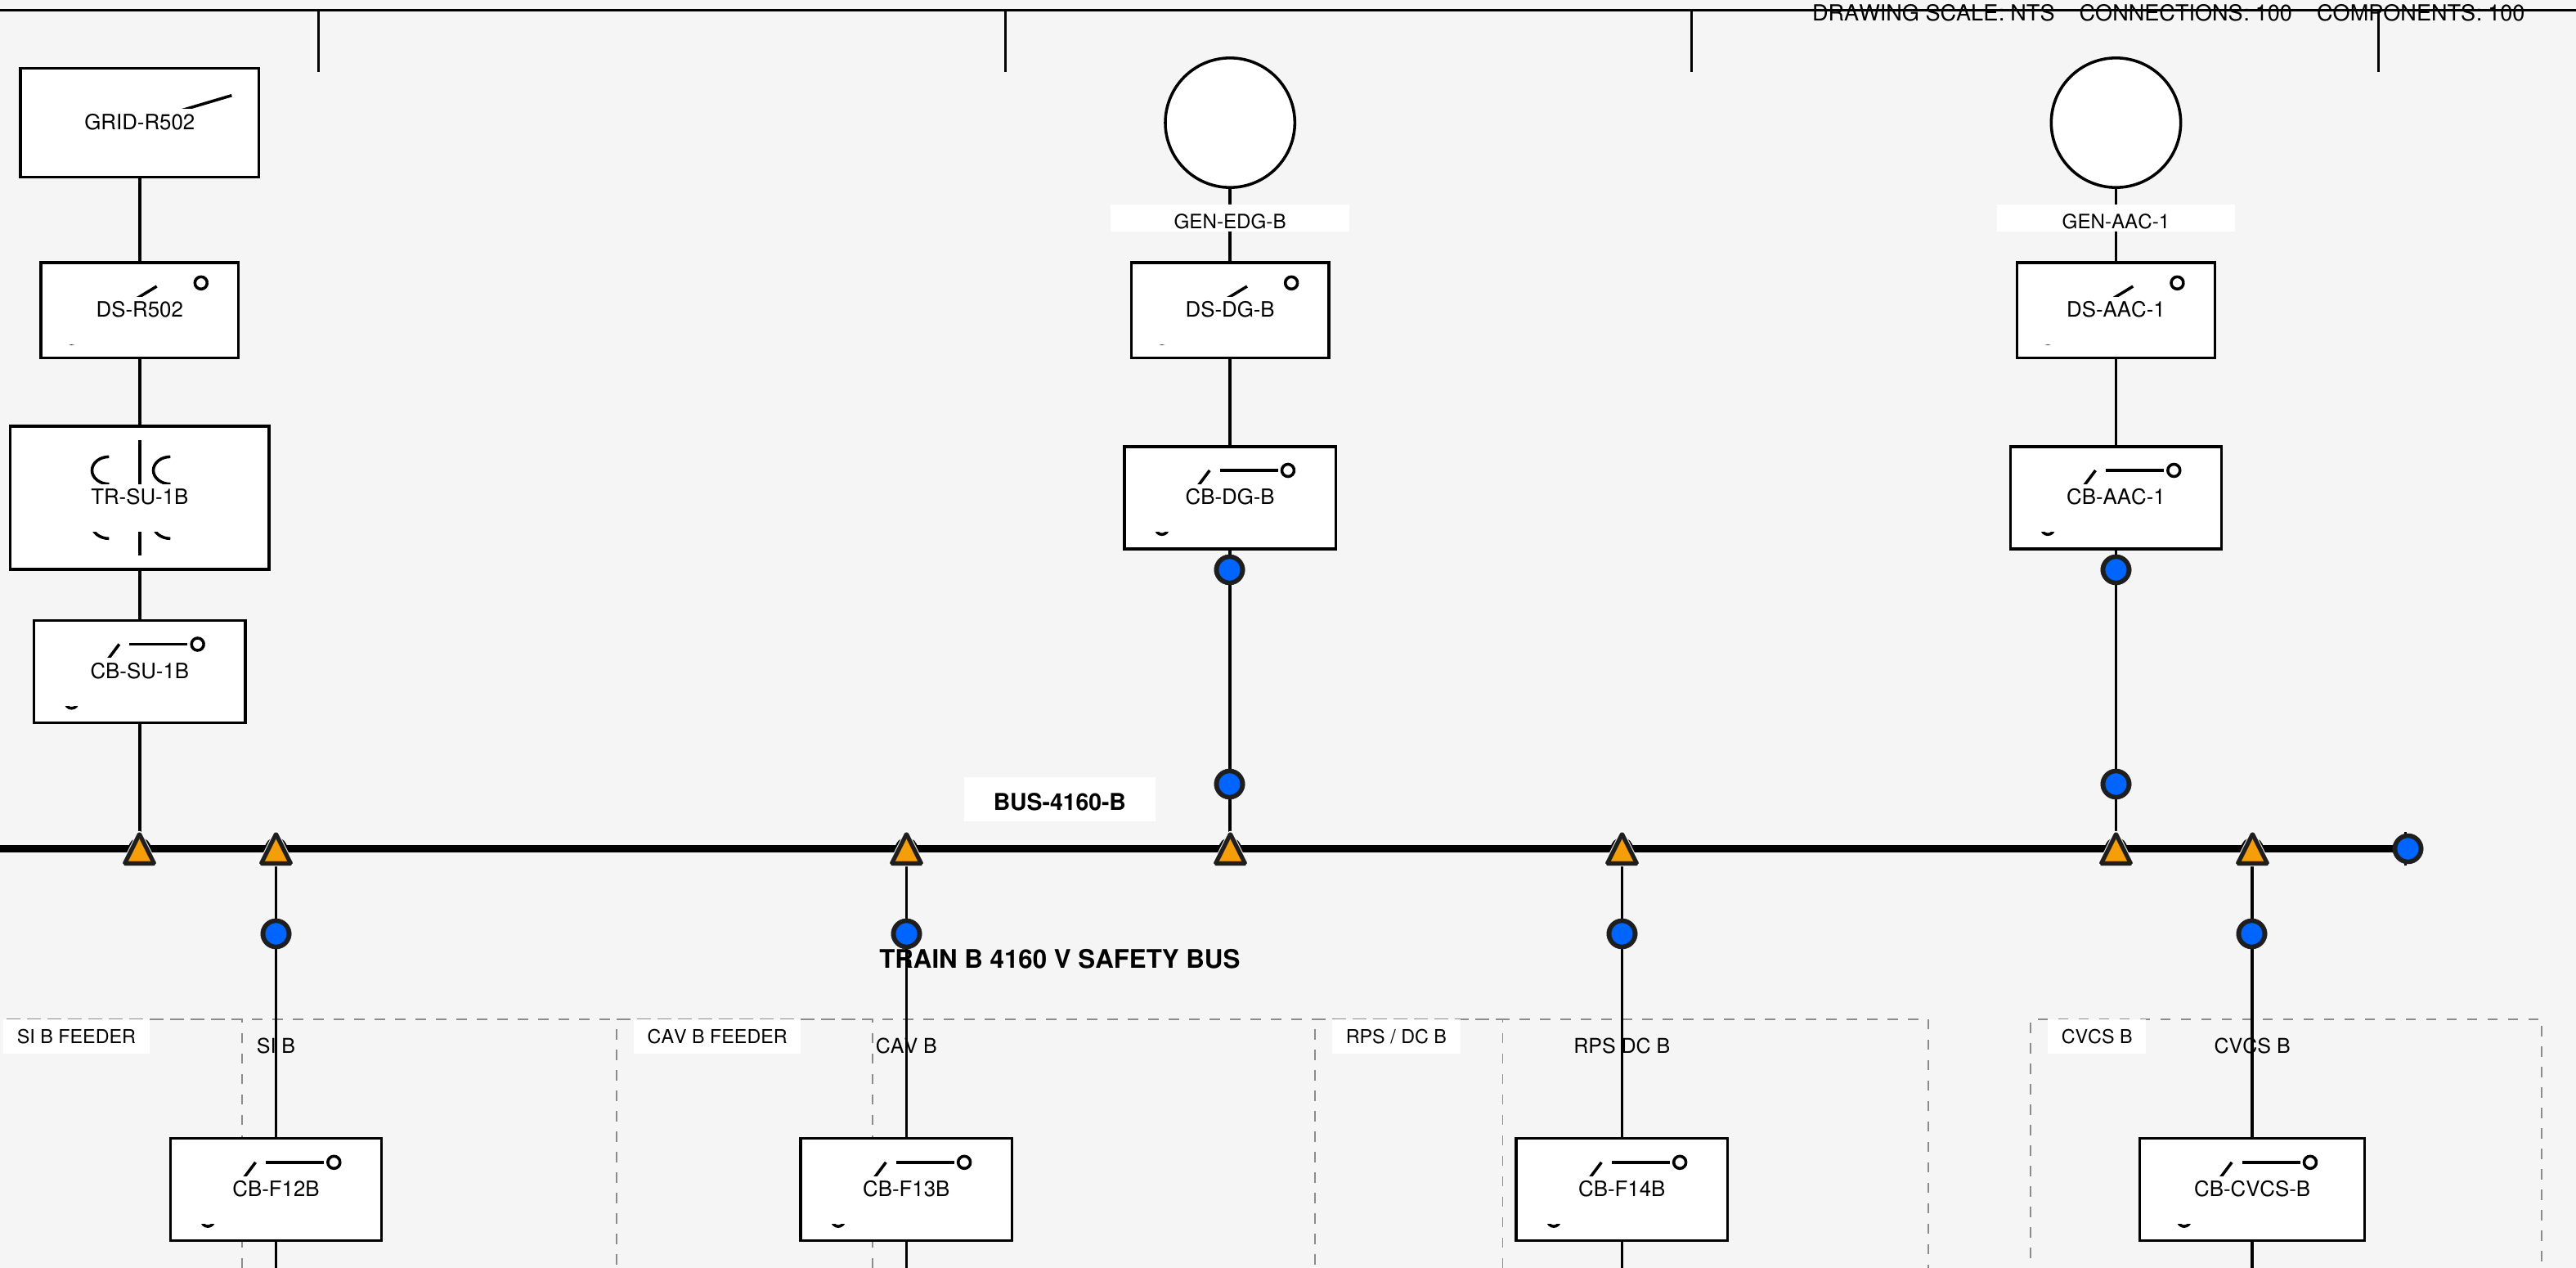 DRAWING SCALE: NTS CONNECTIONS: 100 COMPONENTS: 100
GRID-R502
GEN-EDG-B
GEN-AAC-1
DS-R502
DS-DG-B
DS-AAC-1
TR-SU-1B
CB-DG-B
CB-AAC-1
CB-SU-1B
BUS-4160-B
TRAIN B 4160 V SAFETY BUS
SI B FEEDER
SI B
CAV B FEEDER
CAV B
RPS / DC B
RPS DC B
CVCS B
CVCS B
CB-F12B
CB-F13B
CB-F14B
CB-CVCS-B